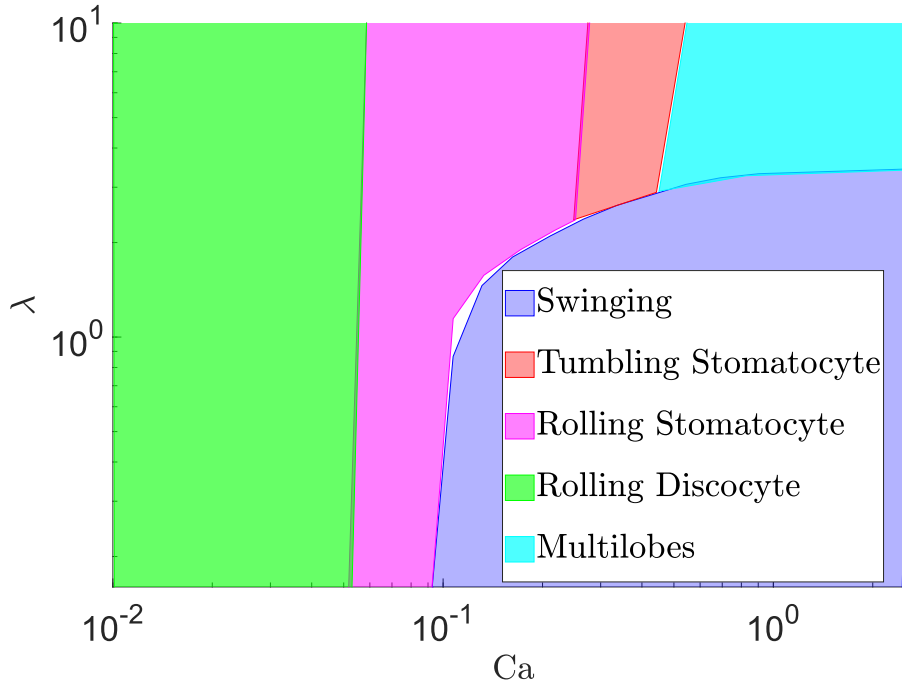 10^1
10^0
λ
Swinging
Tumbling Stomatocyte
Rolling Stomatocyte
Rolling Discocyte
Multilobes
10^-2
10^-1
10^0
Ca